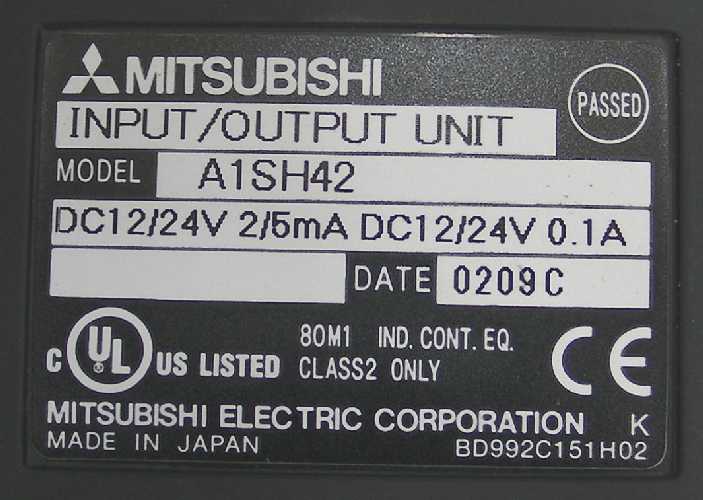 MITSUBISHI
PASSED
INPUT/OUTPUT UNIT
MODEL A1SH42
DC12/24V 2/5mA DC12/24V 0.1A
DATE 0209C
C UL US LISTED 80M1 IND. CONT. EQ.
CLASS2 ONLY
CE
MITSUBISHI ELECTRIC CORPORATION K
MADE IN JAPAN BD992C151H02